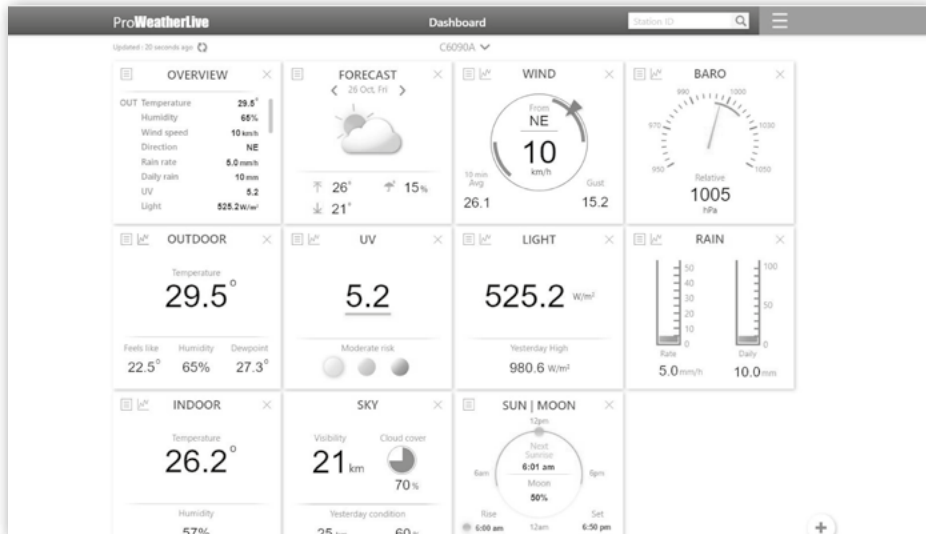 ProWeatherLive
Dashboard
Station ID
Updated : 20 seconds ago
C6090A
OVERVIEW
OUT Temperature 29.5°
Humidity 65%
Wind speed 10 km/h
Direction NE
Rain rate 5.0 mm/h
Daily rain 10 mm
UV 5.2
Light 525.2 W/m²
FORECAST
26 Oct, Fri
26°
15%
21°
WIND
From
NE
10
km/h
10 min
Avg
26.1
Gust
15.2
BARO
950
970
990
1000
1030
1050
Relative
1005
hPa
OUTDOOR
Temperature
29.5°
Feels like Humidity Dewpoint
22.5° 65% 27.3°
UV
5.2
Moderate risk
LIGHT
525.2 W/m²
Yesterday High
980.6 W/m²
RAIN
50
40
30
20
10
0
Rate
5.0 mm/h
100
50
0
Daily
10.0 mm
INDOOR
Temperature
26.2°
Humidity
57%
SKY
Visibility
21 km
Cloud cover
70%
Yesterday condition
25 km 60%
SUN | MOON
12pm
Next
Sunrise
6:01 am
6am
6pm
Moon
50%
Rise
6:00 am
12am
Set
6:50 pm